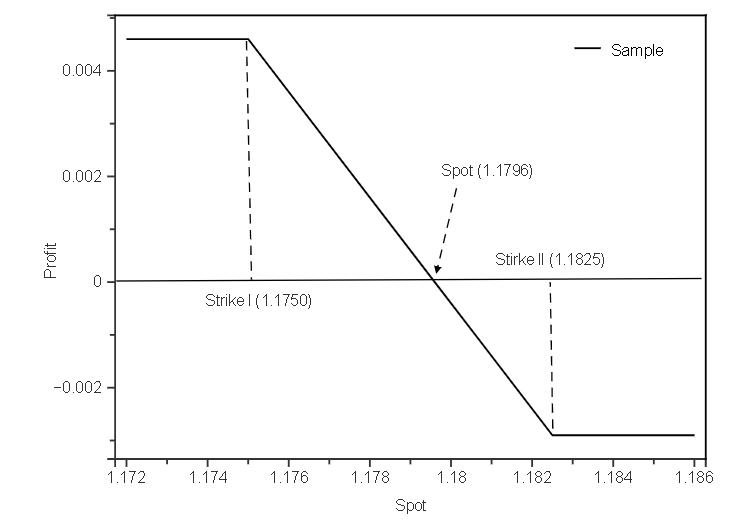 Sample
0.004
Spot (1.1796)
0.002
Stirke II (1.1825)
Profit
0
Strike I (1.1750)
−0.002
1.172 1.174 1.176 1.178 1.18 1.182 1.184 1.186
Spot